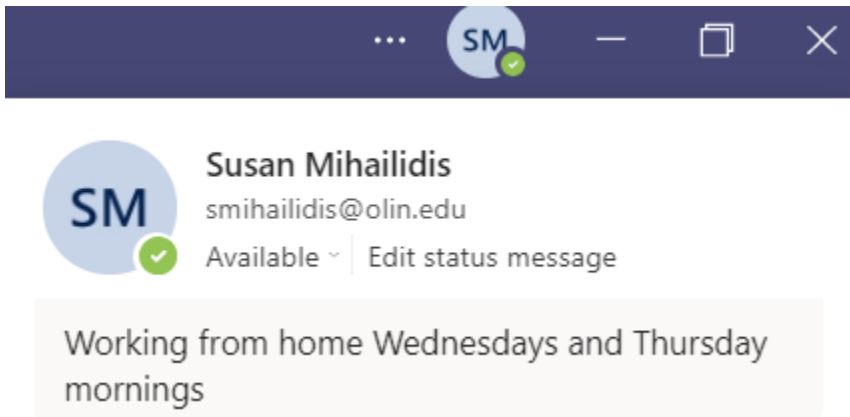 SM
SM
Susan Mihailidis
smihailidis@olin.edu
Available Edit status message
Working from home Wednesdays and Thursday
mornings